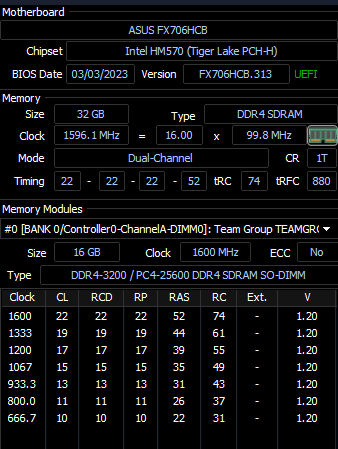 Motherboard
ASUS FX706HCB
Chipset Intel HM570 (Tiger Lake PCH-H)
BIOS Date 03/03/2023 Version FX706HCB.313 UEFI
Memory
Size 32 GB Type DDR4 SDRAM
Clock 1596.1 MHz = 16.00 x 99.8 MHz
Mode Dual-Channel CR 1T
Timing 22 - 22 - 22 - 52 tRC 74 tRFC 880
Memory Modules
#0 [BANK 0/Controller0-ChannelA-DIMM0]: Team Group TEAMGRO
Size 16 GB Clock 1600 MHz ECC No
Type DDR4-3200 / PC4-25600 DDR4 SDRAM SO-DIMM
Clock CL RCD RP RAS RC Ext. V
1600 22 22 22 52 74 - 1.20
1333 19 19 19 44 61 - 1.20
1200 17 17 17 39 55 - 1.20
1067 15 15 15 35 49 - 1.20
933.3 13 13 13 31 43 - 1.20
800.0 11 11 11 26 37 - 1.20
666.7 10 10 10 22 31 - 1.20